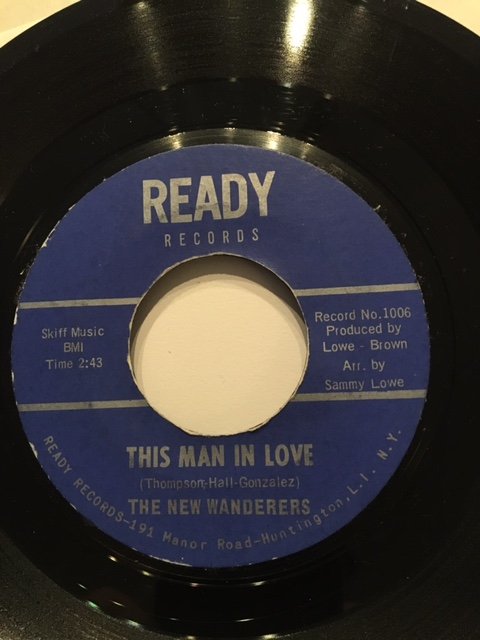 READY
RECORDS
Skiff Music
BMI
Time 2:43
Record No.1006
Produced by
Lowe - Brown
Arr. by
Sammy Lowe
THIS MAN IN LOVE
(Thompson-Hall-Gonzalez)
THE NEW WANDERERS
READY RECORDS-191 Manor Road-Huntington, L.I. N.Y.